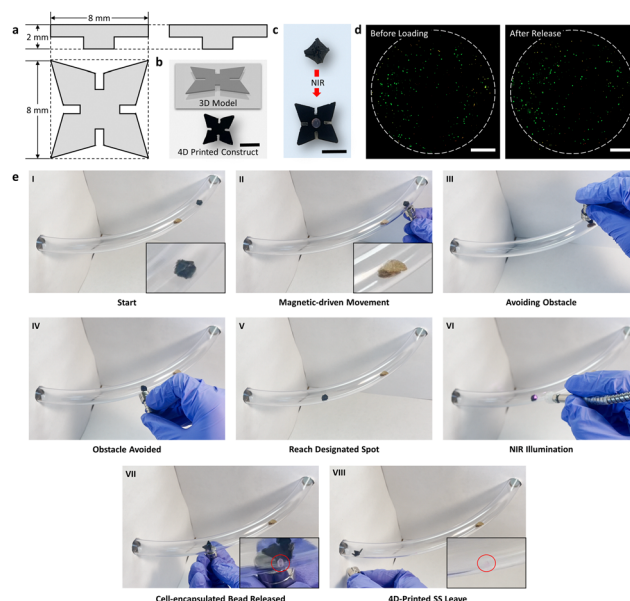 a
8 mm
2 mm
8 mm
b
3D Model
4D Printed Construct
c
NIR
d
Before Loading
After Release
e
I
Start
II
Magnetic-driven Movement
III
Avoiding Obstacle
IV
Obstacle Avoided
V
Reach Designated Spot
VI
NIR Illumination
VII
Cell-encapsulated Bead Released
VIII
4D-Printed SS Leave